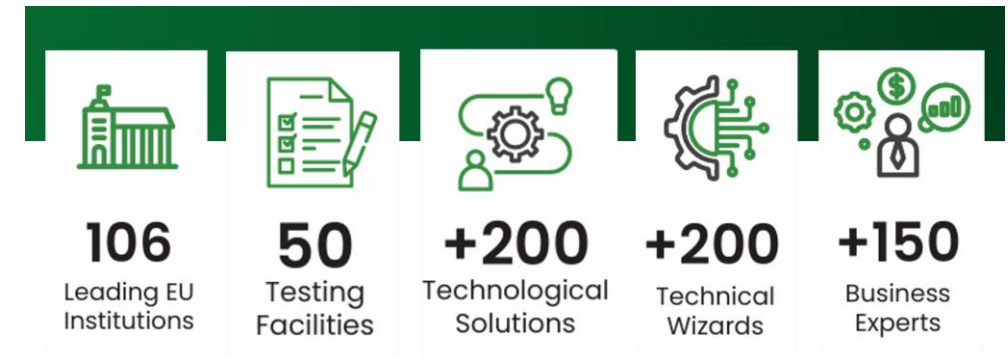 106
Leading EU
Institutions
50
Testing
Facilities
+200
Technological
Solutions
+200
Technical
Wizards
+150
Business
Experts